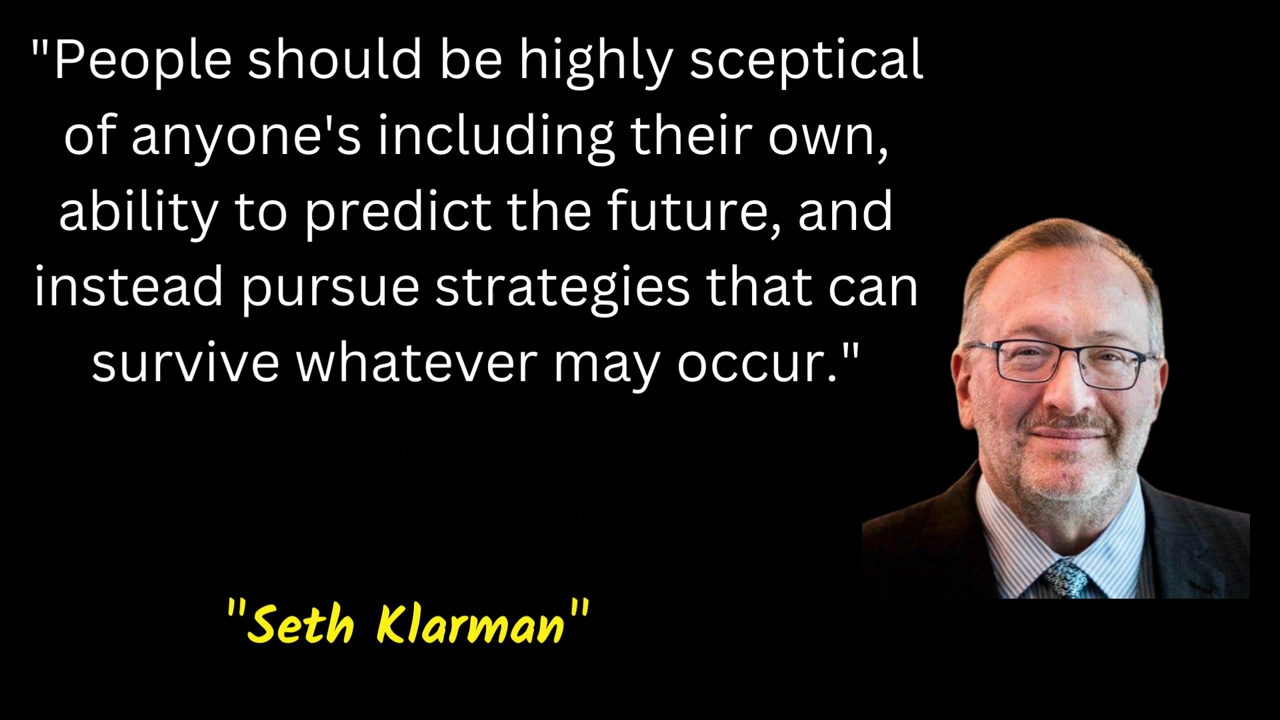 "People should be highly sceptical
of anyone's including their own,
ability to predict the future, and
instead pursue strategies that can
survive whatever may occur."
"Seth Klarman"